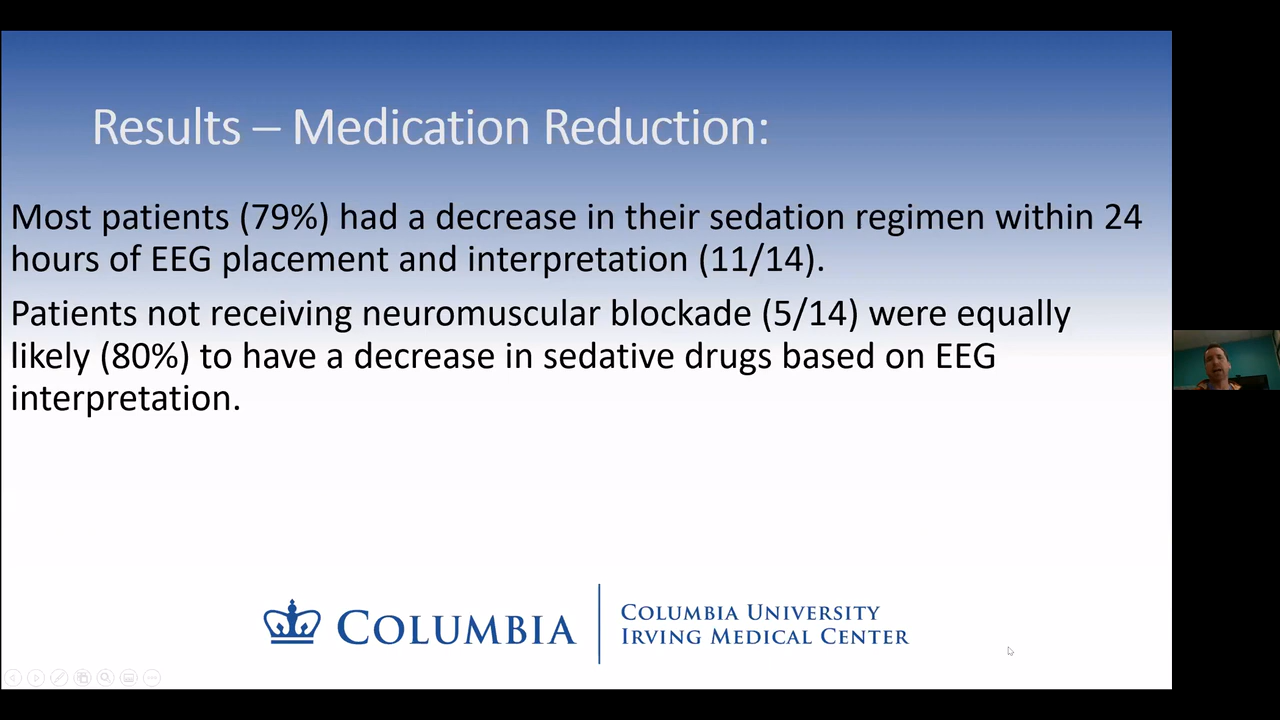 Results – Medication Reduction:
Most patients (79%) had a decrease in their sedation regimen within 24
hours of EEG placement and interpretation (11/14).
Patients not receiving neuromuscular blockade (5/14) were equally
likely (80%) to have a decrease in sedative drugs based on EEG
interpretation.
COLUMBIA
COLUMBIA UNIVERSITY
IRVING MEDICAL CENTER